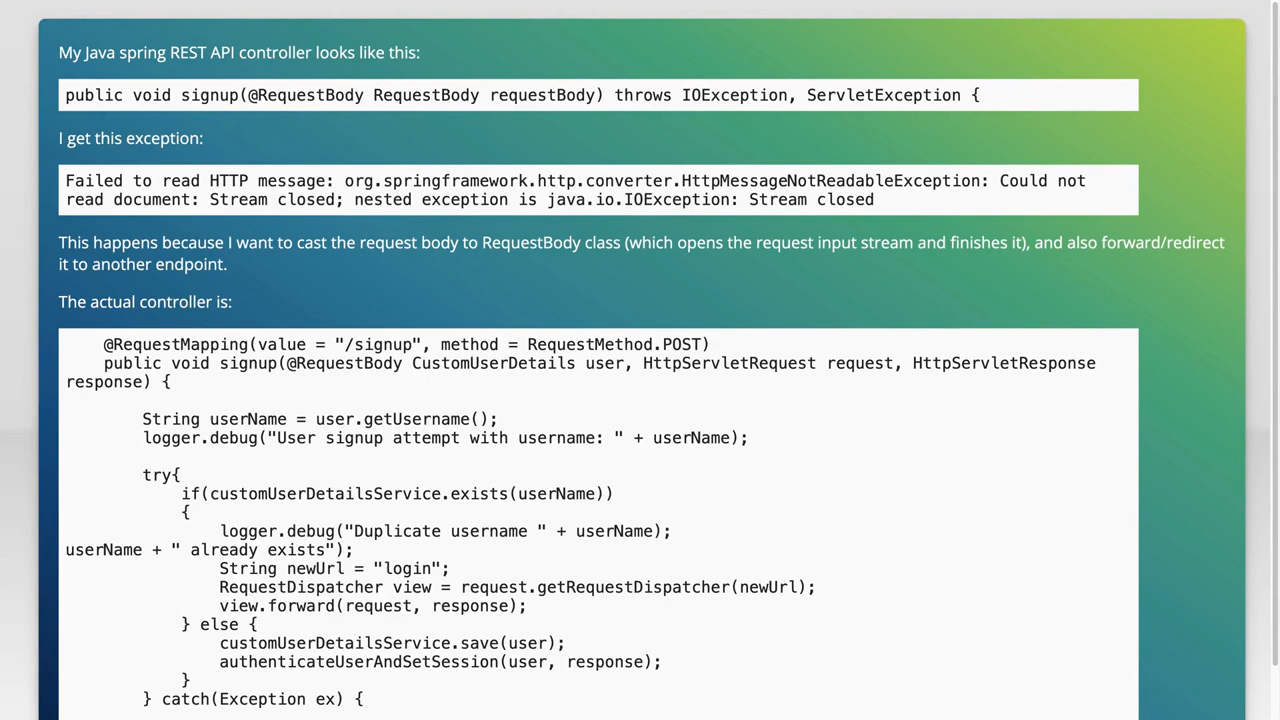 My Java spring REST API controller looks like this:
public void signup(@RequestBody RequestBody requestBody) throws IOException, ServletException {
I get this exception:
Failed to read HTTP message: org.springframework.http.converter.HttpMessageNotReadableException: Could not
read document: Stream closed; nested exception is java.io.IOException: Stream closed
This happens because I want to cast the request body to RequestBody class (which opens the request input stream and finishes it), and also forward/redirect
it to another endpoint.
The actual controller is:
@RequestMapping(value = "/signup", method = RequestMethod.POST)
public void signup(@RequestBody CustomUserDetails user, HttpServletRequest request, HttpServletResponse
response) {
String userName = user.getUsername();
logger.debug("User signup attempt with username: " + userName);
try{
if(customUserDetailsService.exists(userName))
{
logger.debug("Duplicate username " + userName);
userName + " already exists");
String newUrl = "login";
RequestDispatcher view = request.getRequestDispatcher(newUrl);
view.forward(request, response);
} else {
customUserDetailsService.save(user);
authenticateUserAndSetSession(user, response);
}
} catch(Exception ex) {